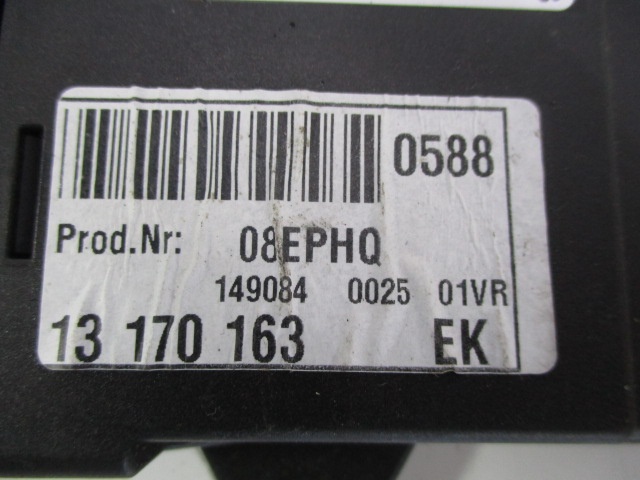 0588
Prod.Nr: 08EPHQ
149084 0025 01VR
13 170 163 EK